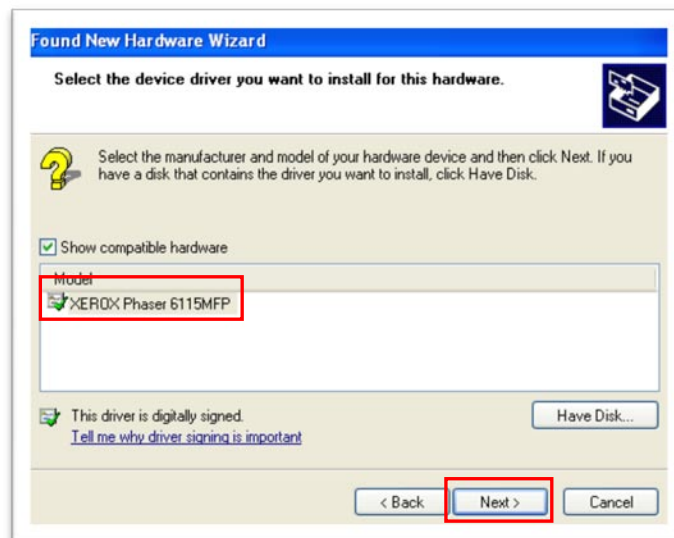 Found New Hardware Wizard
Select the device driver you want to install for this hardware.
Select the manufacturer and model of your hardware device and then click Next. If you
have a disk that contains the driver you want to install, click Have Disk.
Show compatible hardware
Model
XEROX Phaser 6115MFP
This driver is digitally signed.
Have Disk...
Tell me why driver signing is important
< Back
Next >
Cancel